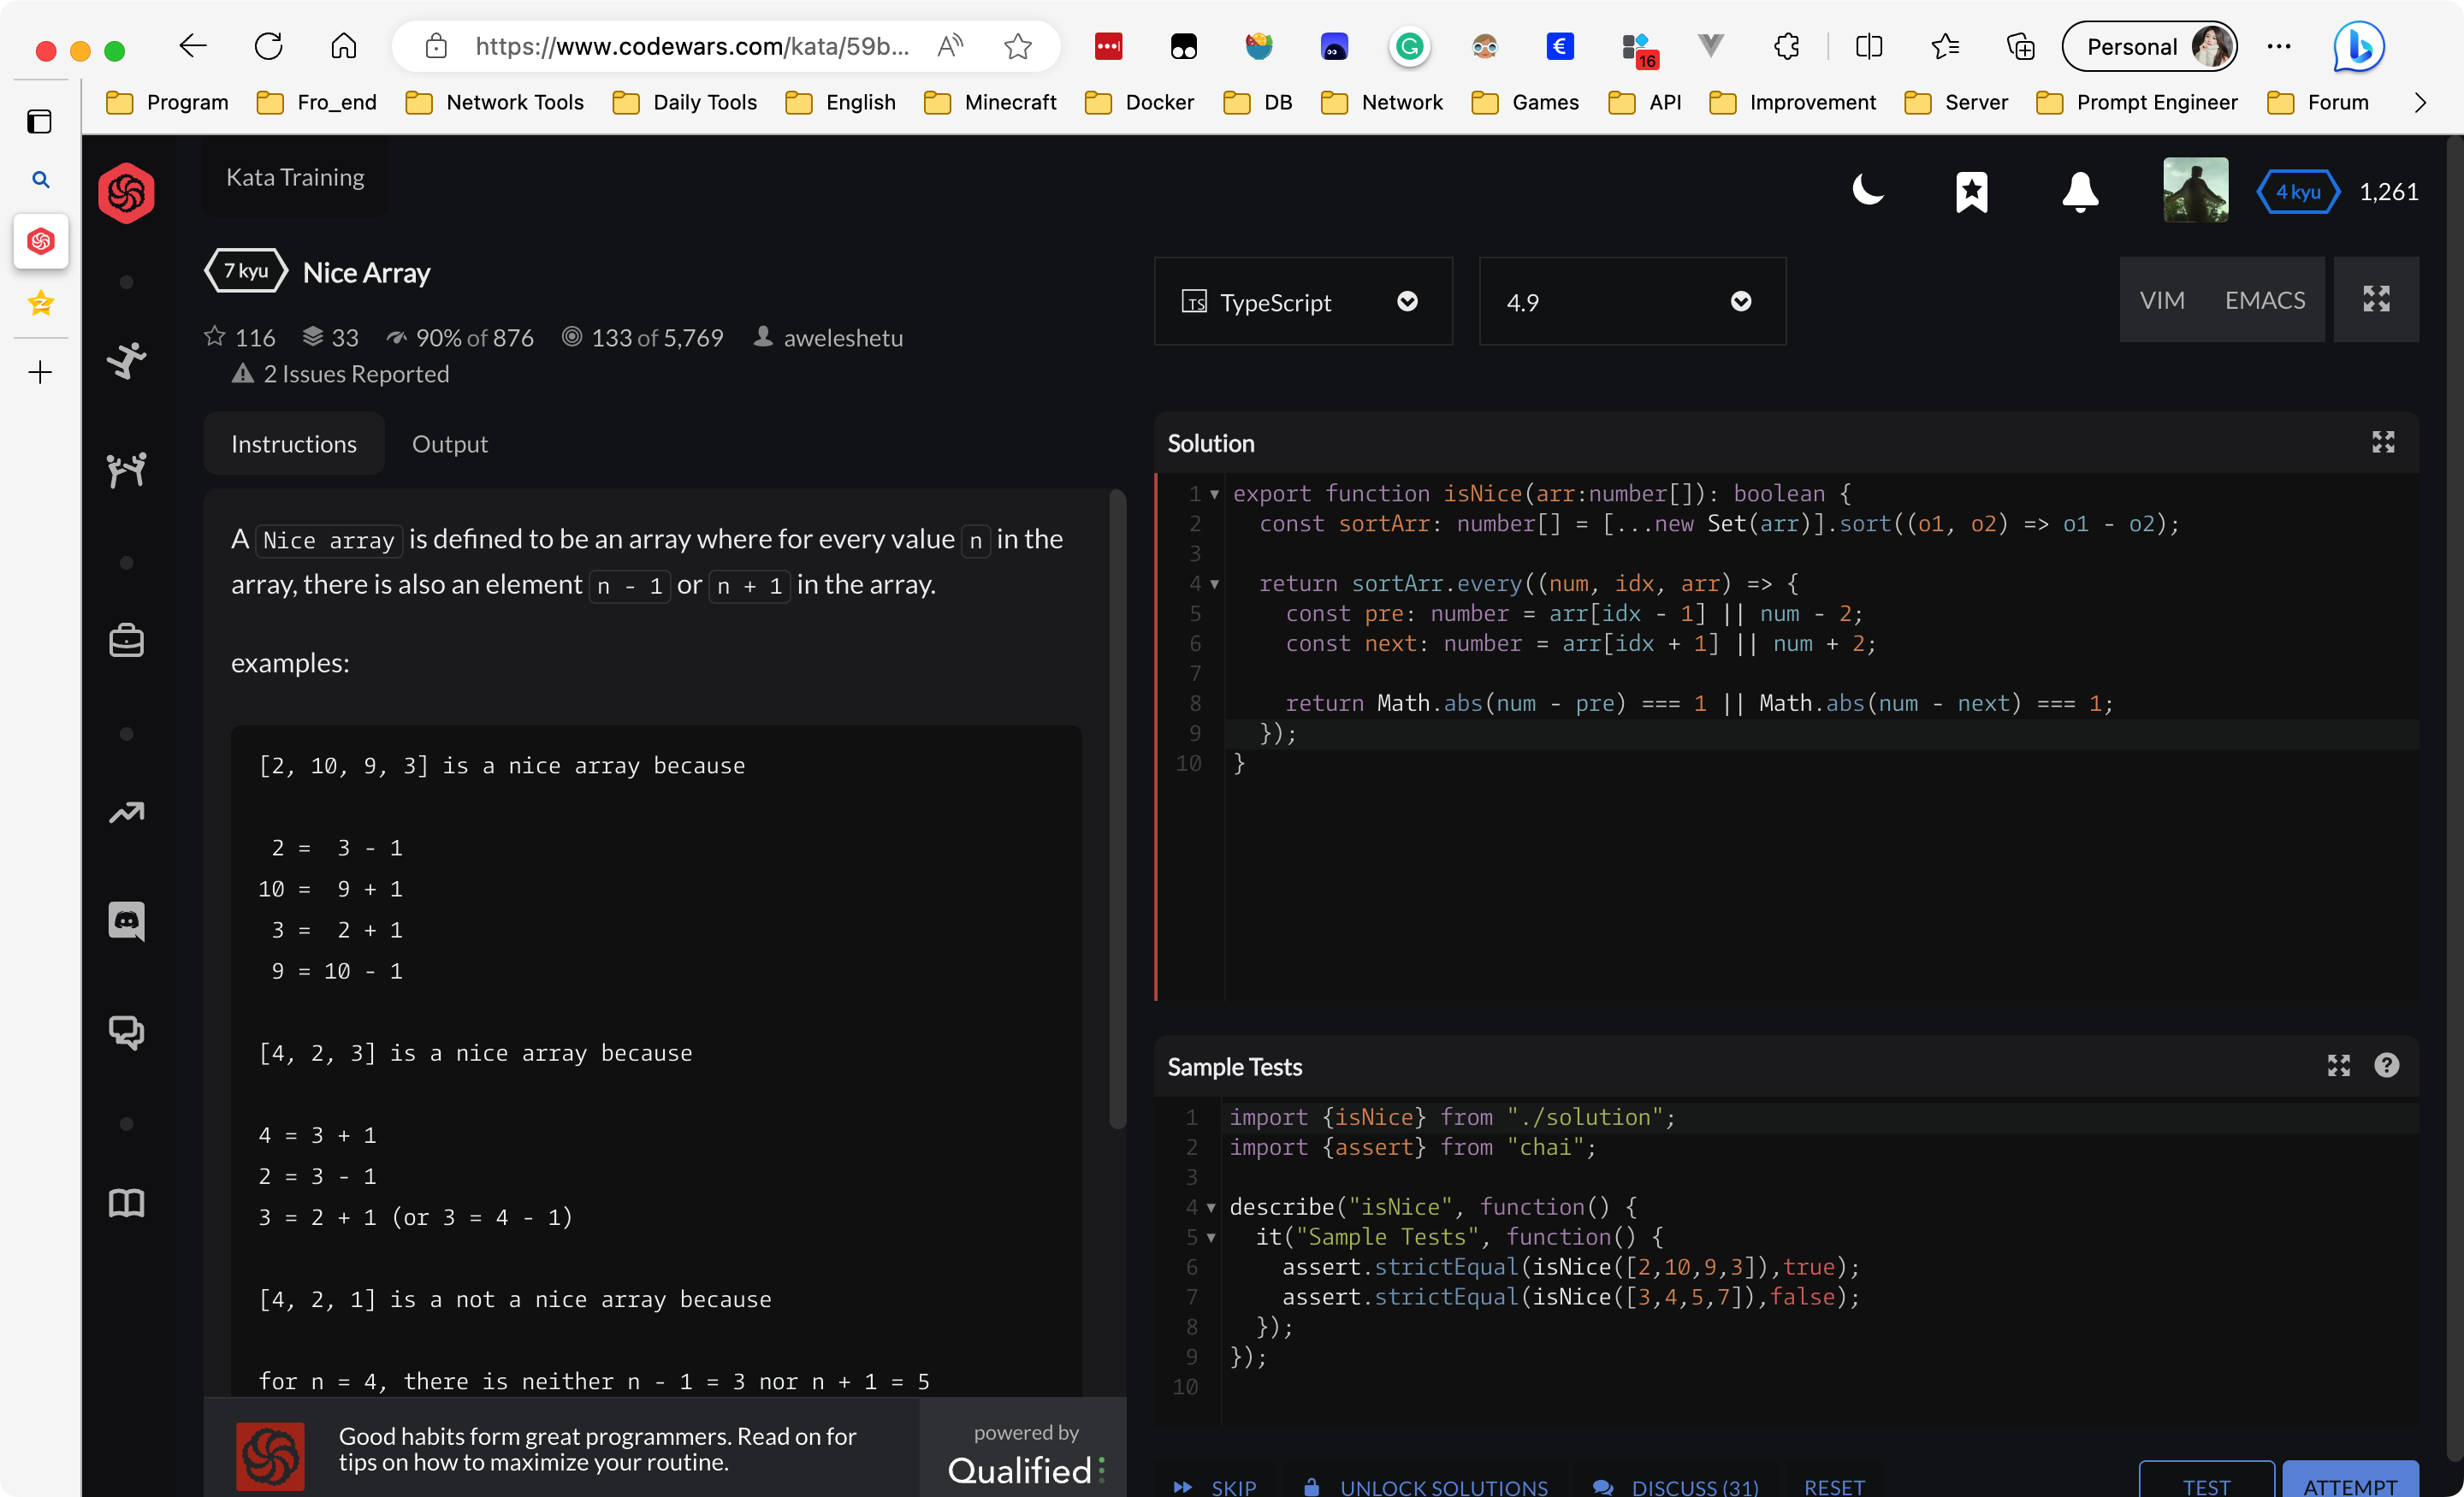 https://www.codewars.com/kata/59b...
16
Personal
Program Fro_end Network Tools Daily Tools English Minecraft Docker DB Network Games API Improvement Server Prompt Engineer Forum
Kata Training
4 kyu 1,261
7 kyu Nice Array
116 33 90% of 876 133 of 5,769 aweleshetu
2 Issues Reported
TypeScript
4.9
VIM EMACS
Instructions Output
A Nice array is defined to be an array where for every value n in the
array, there is also an element n - 1 or n + 1 in the array.
examples:
[2, 10, 9, 3] is a nice array because
2 = 3 - 1
10 = 9 + 1
3 = 2 + 1
9 = 10 - 1
[4, 2, 3] is a nice array because
4 = 3 + 1
2 = 3 - 1
3 = 2 + 1 (or 3 = 4 - 1)
[4, 2, 1] is a not a nice array because
for n = 4, there is neither n - 1 = 3 nor n + 1 = 5
Good habits form great programmers. Read on for
tips on how to maximize your routine.
powered by
Qualified
Solution
1 export function isNice(arr:number[]): boolean {
2 const sortArr: number[] = [...new Set(arr)].sort((o1, o2) => o1 - o2);
3
4 return sortArr.every((num, idx, arr) => {
5 const pre: number = arr[idx - 1] || num - 2;
6 const next: number = arr[idx + 1] || num + 2;
7
8 return Math.abs(num - pre) === 1 || Math.abs(num - next) === 1;
9 });
10 }
Sample Tests
1 import {isNice} from "./solution";
2 import {assert} from "chai";
3
4 describe("isNice", function() {
5 it("Sample Tests", function() {
6 assert.strictEqual(isNice([2,10,9,3]),true);
7 assert.strictEqual(isNice([3,4,5,7]),false);
8 });
9 });
10
SKIP UNLOCK SOLUTIONS DISCUSS (31) RESET TEST ATTEMPT